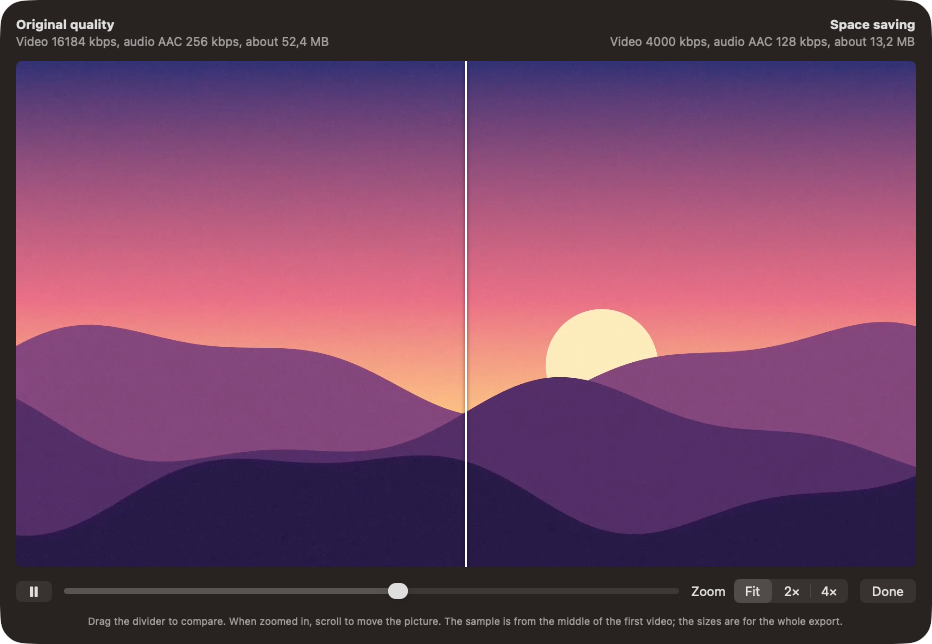 Original quality
Space saving
Video 16184 kbps, audio AAC 256 kbps, about 52,4 MB
Video 4000 kbps, audio AAC 128 kbps, about 13,2 MB
Zoom Fit 2× 4× Done
Drag the divider to compare. When zoomed in, scroll to move the picture. The sample is from the middle of the first video; the sizes are for the whole export.